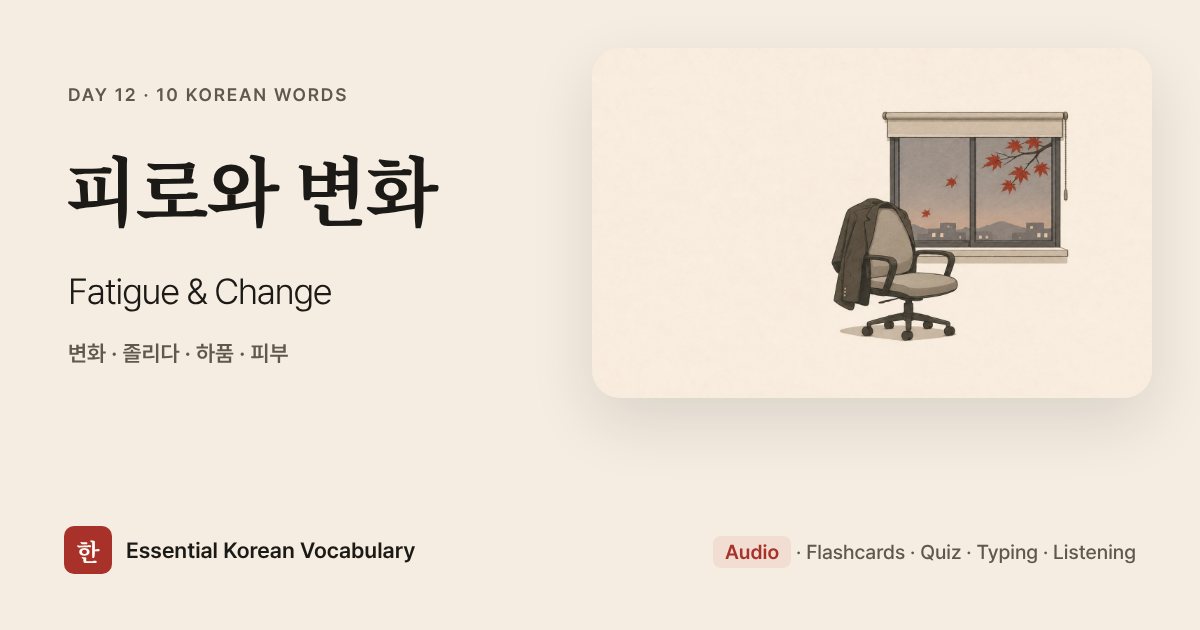 DAY 12 · 10 KOREAN WORDS
피로와 변화
Fatigue & Change
변화 · 졸리다 · 하품 · 피부
한 Essential Korean Vocabulary
Audio · Flashcards · Quiz · Typing · Listening